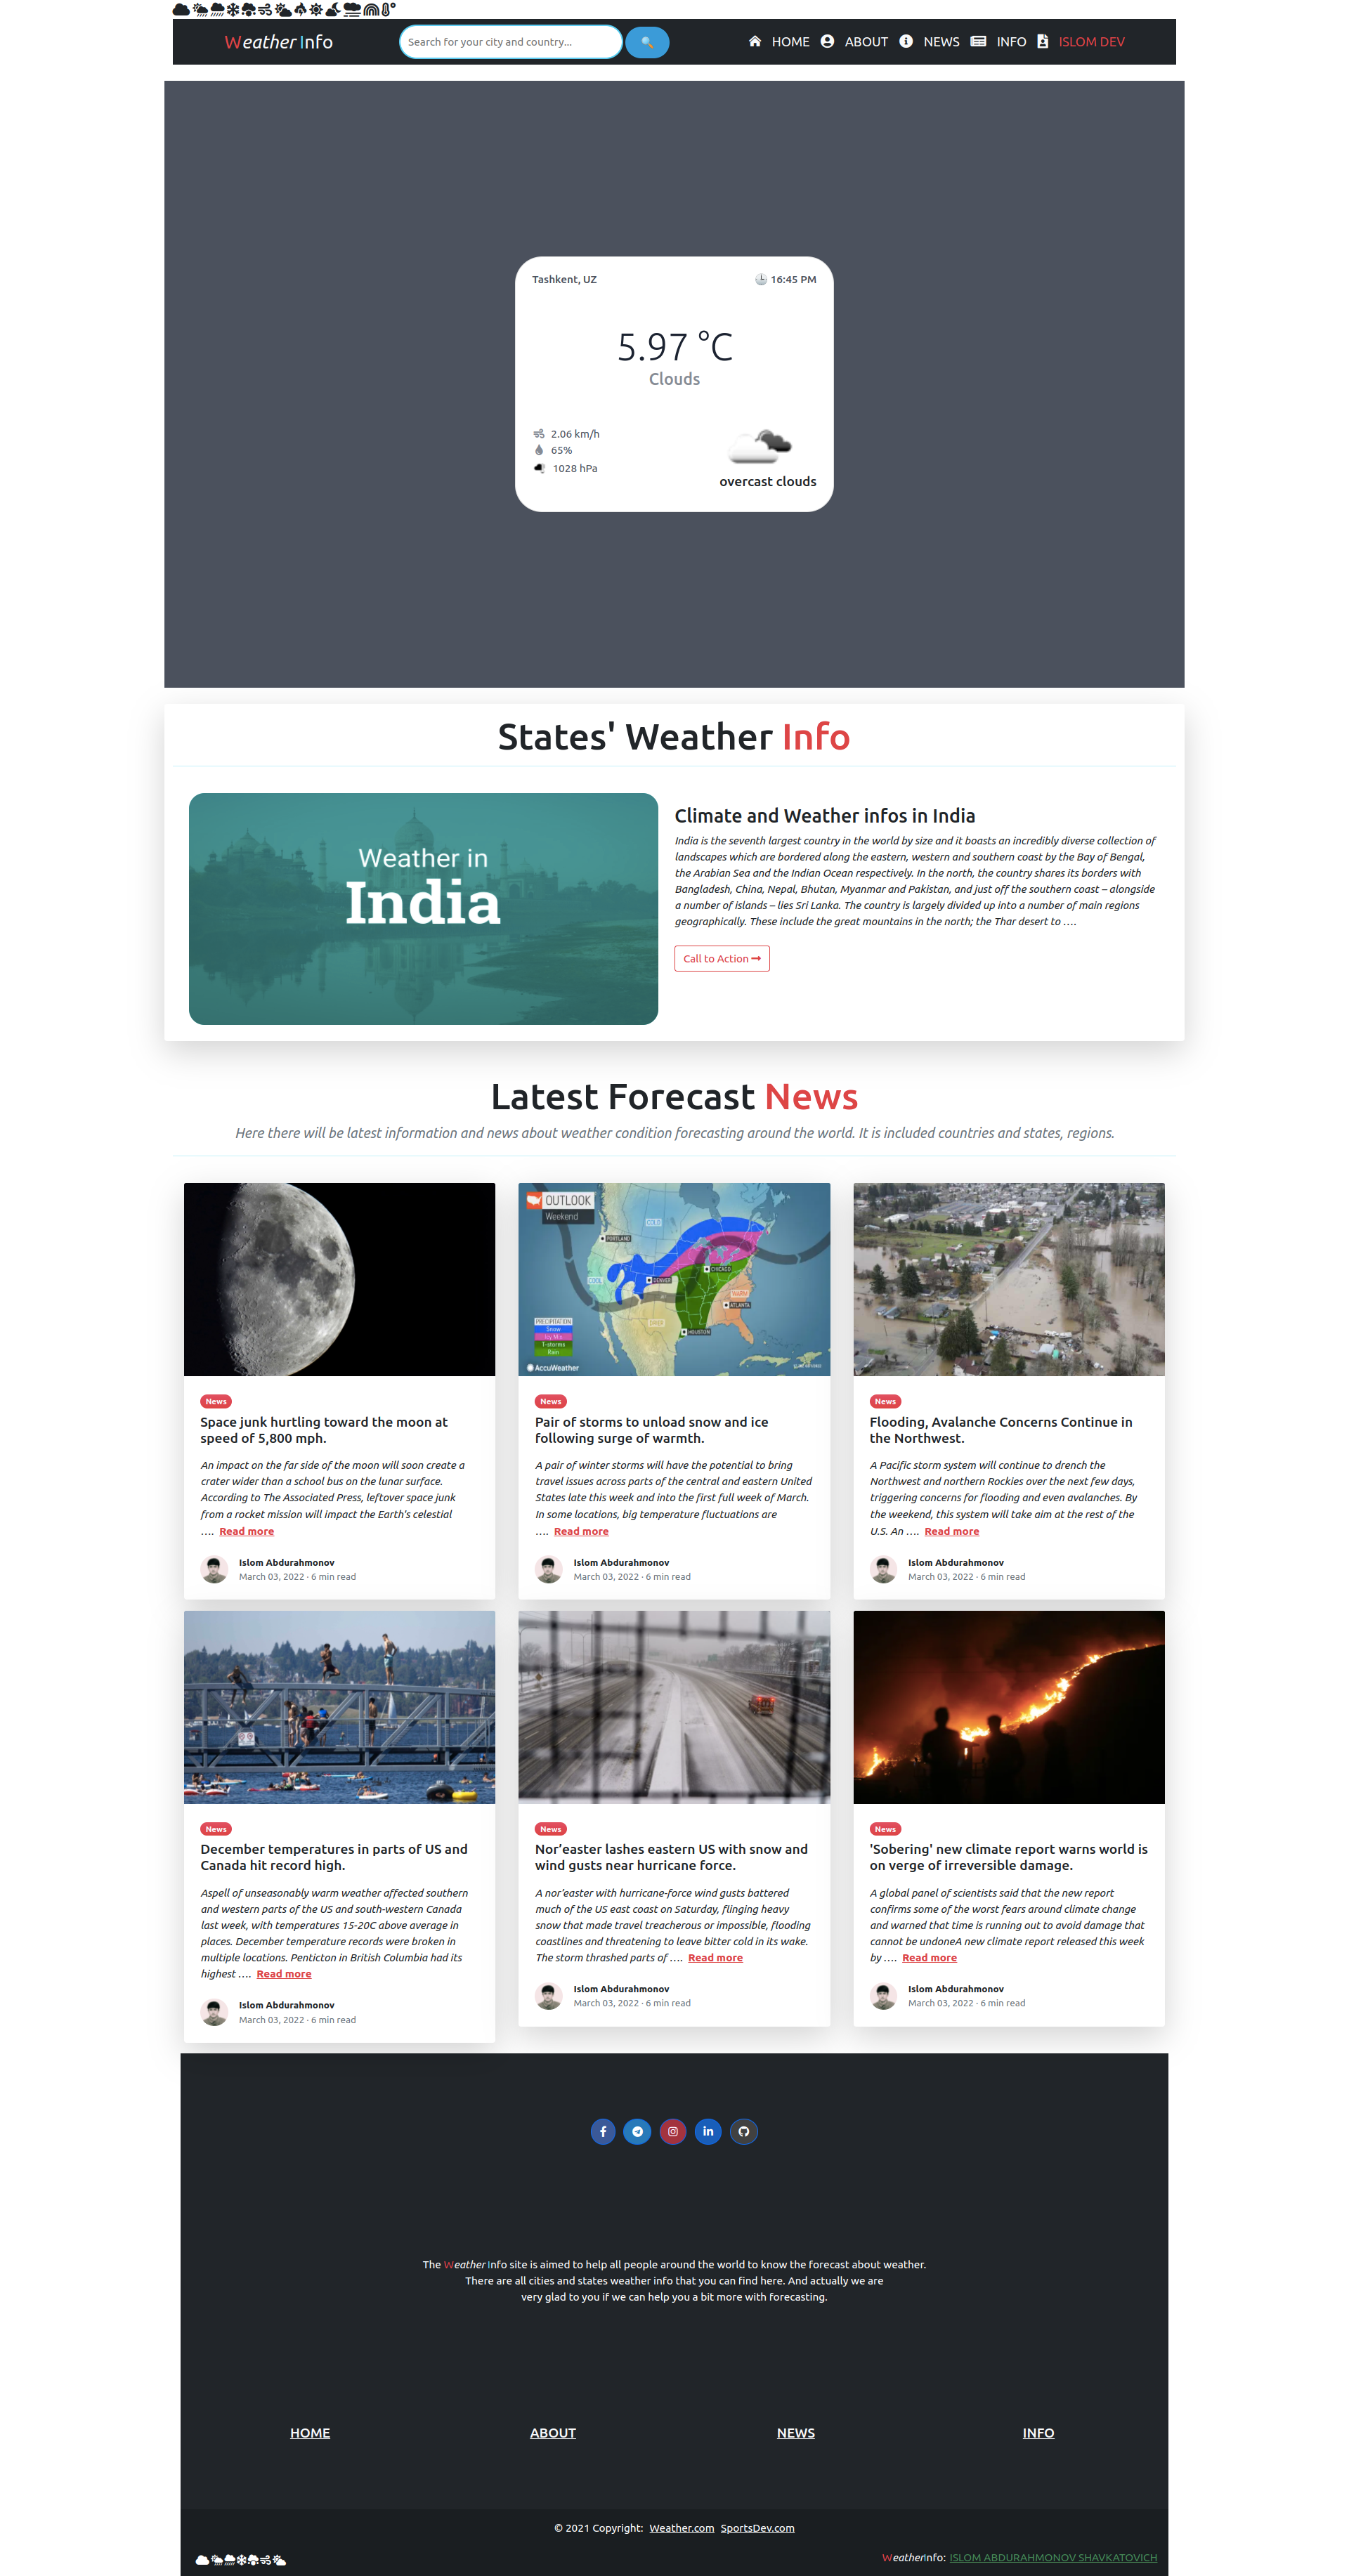 Weather Info
Search for your city and country...
HOME
ABOUT
NEWS
INFO
ISLOM DEV
Tashkent, UZ
16:45 PM
5.97 °C
Clouds
2.06 km/h
65%
1028 hPa
overcast clouds
States' Weather Info
Weather in
India
Climate and Weather infos in India
India is the seventh largest country in the world by size and it boasts an incredibly diverse collection of
landscapes which are bordered along the eastern, western and southern coast by the Bay of Bengal,
the Arabian Sea and the Indian Ocean respectively. In the north, the country shares its borders with
Bangladesh, China, Nepal, Bhutan, Myanmar and Pakistan, and just off the southern coast – alongside
a number of islands – lies Sri Lanka. The country is largely divided up into a number of main regions
geographically. These include the great mountains in the north; the Thar desert to ….
Call to Action
Latest Forecast News
Here there will be latest information and news about weather condition forecasting around the world. It is included countries and states, regions.
News
Space junk hurtling toward the moon at
speed of 5,800 mph.
An impact on the far side of the moon will soon create a
crater wider than a school bus on the lunar surface.
According to The Associated Press, leftover space junk
from a rocket mission will impact the Earth's celestial
…. Read more
Islom Abdurahmonov
March 03, 2022 · 6 min read
OUTLOOK
Weekend
COLD
PORTLAND
COOL
DENVER
CHICAGO
WARM
ATLANTA
HOUSTON
PRECIPITATION
Snow
Icy Mix
T-storms
Rain
AccuWeather
News
Pair of storms to unload snow and ice
following surge of warmth.
A pair of winter storms will have the potential to bring
travel issues across parts of the central and eastern United
States late this week and into the first full week of March.
In some locations, big temperature fluctuations are
…. Read more
Islom Abdurahmonov
March 03, 2022 · 6 min read
News
Flooding, Avalanche Concerns Continue in
the Northwest.
A Pacific storm system will continue to drench the
Northwest and northern Rockies over the next few days,
triggering concerns for flooding and even avalanches. By
the weekend, this system will take aim at the rest of the
U.S. An …. Read more
Islom Abdurahmonov
March 03, 2022 · 6 min read
News
December temperatures in parts of US and
Canada hit record high.
Aspell of unseasonably warm weather affected southern
and western parts of the US and south-western Canada
last week, with temperatures 15-20C above average in
places. December temperature records were broken in
multiple locations. Penticton in British Columbia had its
highest …. Read more
Islom Abdurahmonov
March 03, 2022 · 6 min read
News
Nor’easter lashes eastern US with snow and
wind gusts near hurricane force.
A nor’easter with hurricane-force wind gusts battered
much of the US east coast on Saturday, flinging heavy
snow that made travel treacherous or impossible, flooding
coastlines and threatening to leave bitter cold in its wake.
The storm thrashed parts of …. Read more
Islom Abdurahmonov
March 03, 2022 · 6 min read
News
'Sobering' new climate report warns world is
on verge of irreversible damage.
A global panel of scientists said that the new report
confirms some of the worst fears around climate change
and warned that time is running out to avoid damage that
cannot be undoneA new climate report released this week
by …. Read more
Islom Abdurahmonov
March 03, 2022 · 6 min read
The Weather Info site is aimed to help all people around the world to know the forecast about weather.
There are all cities and states weather info that you can find here. And actually we are
very glad to you if we can help you a bit more with forecasting.
HOME
ABOUT
NEWS
INFO
© 2021 Copyright: Weather.com SportsDev.com
WeatherInfo: ISLOM ABDURAHMONOV SHAVKATOVICH